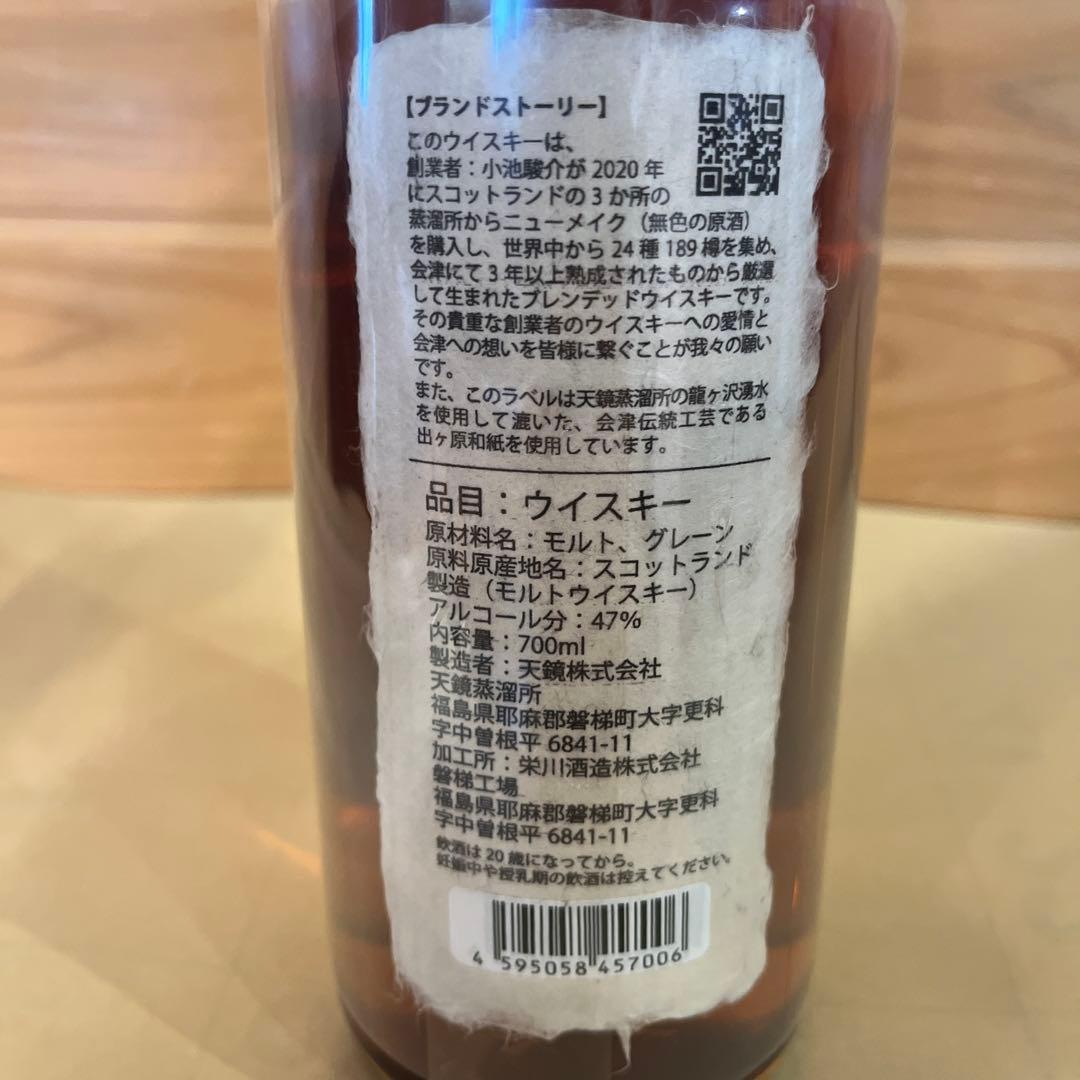 【ブランドストーリー】
このウイスキーは、
創業者：小池駿介が 2020 年
にスコットランドの 3 か所の
蒸溜所からニューメイク（無色の原酒）
を購入し、世界中から 24 種 189 樽を集め、
会津にて 3 年以上熟成されたものから厳選
して生まれたブレンデッドウイスキーです。
その貴重な創業者のウイスキーへの愛情と
会津への想いを皆様に繋ぐことが我々の願い
です。
また、このラベルは天鏡蒸溜所の龍ヶ沢湧水
を使用して漉いた、会津伝統工芸である
出ヶ原和紙を使用しています。
品目：ウイスキー
原材料名：モルト、グレーン
原料原産地名：スコットランド
製造（モルトウイスキー）
アルコール分：47%
内容量：700ml
製造者：天鏡株式会社
天鏡蒸溜所
福島県耶麻郡磐梯町大字更科
字中曽根平 6841-11
加工所：栄川酒造株式会社
磐梯工場
福島県耶麻郡磐梯町大字更科
字中曽根平 6841-11
飲酒は 20 歳になってから。
妊娠中や授乳期の飲酒は控えてください。
4 595058 457006